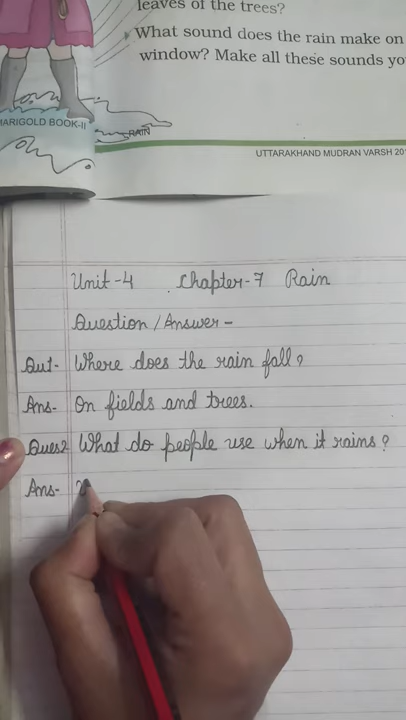 leaves of the trees?
What sound does the rain make on
window? Make all these sounds yo
MARIGOLD BOOK-II
RAIN
UTTARAKHAND MUDRAN VARSH 20
Unit-4 Chapter-7 Rain
Question / Answer -
Qu1- Where does the rain fall?
Ans- On fields and trees.
Ques2 What do people use when it rains?
Ans-